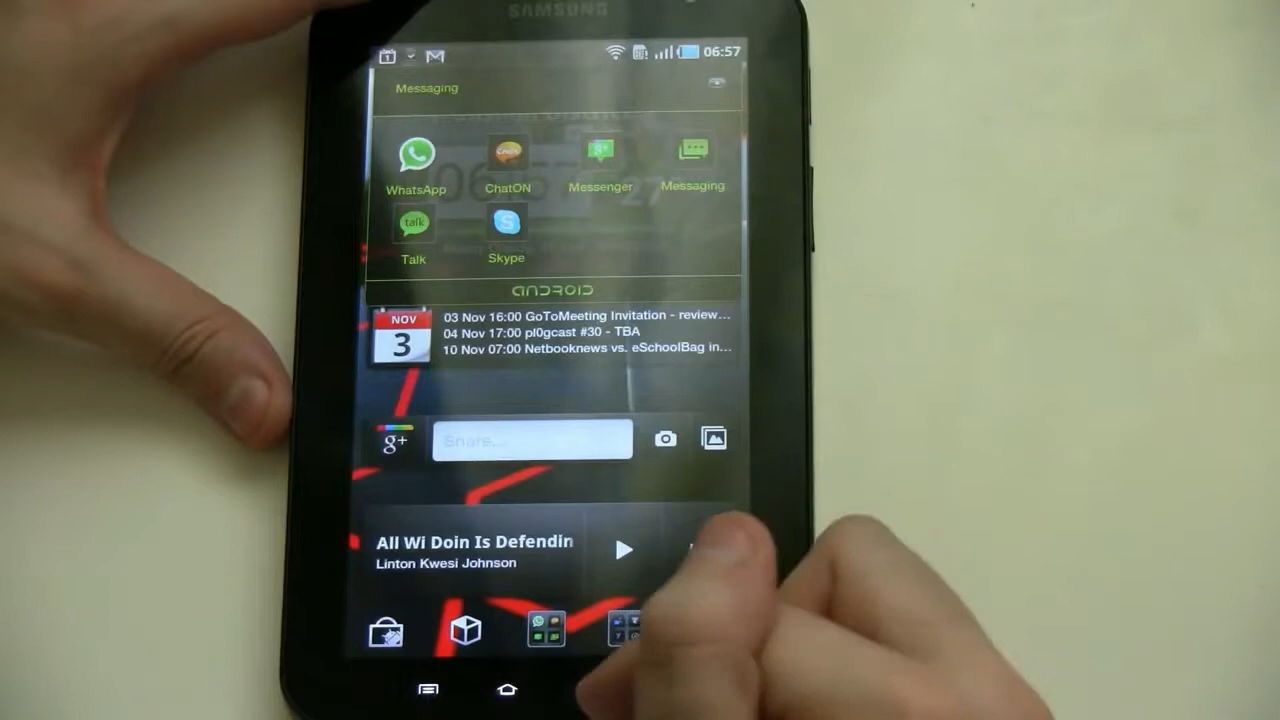 SAMSUNG
06:57
Messaging
WhatsApp
ChatON
Messenger
Messaging
talk
Talk
Skype
ANDROID
NOV
3
03 Nov 16:00 GoToMeeting Invitation - review...
04 Nov 17:00 pl0gcast #30 - TBA
10 Nov 07:00 Netbooknews vs. eSchoolBag in...
g+
Share...
All Wi Doin Is Defendin
Linton Kwesi Johnson